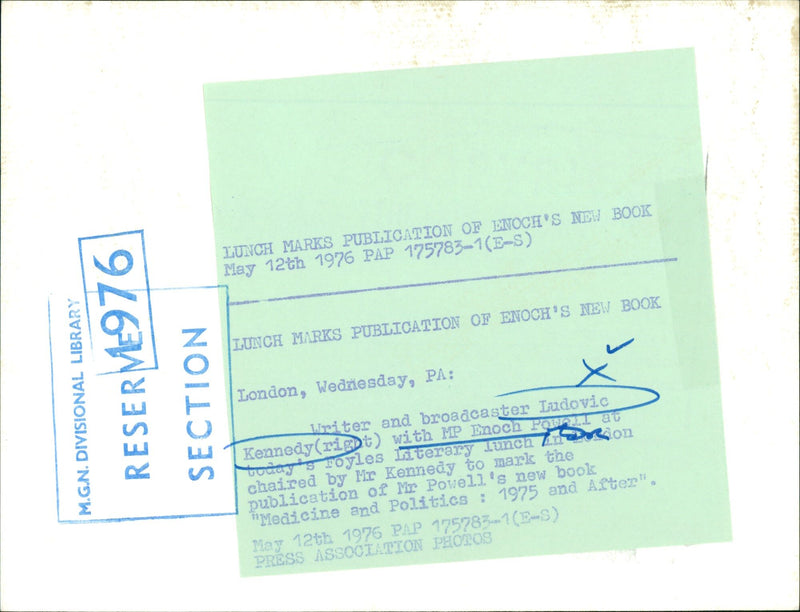 LUNCH MARKS PUBLICATION OF ENOCH'S NEW BOOK
May 12th 1976 PAP 175783-1(E-S)
LUNCH MARKS PUBLICATION OF ENOCH'S NEW BOOK
London, Wednesday, PA:
Writer and broadcaster Ludovic
Kennedy(right) with MP Enoch Powell at
today's Foyles Literary lunch in London
chaired by Mr Kennedy to mark the
publication of Mr Powell's new book
"Medicine and Politics : 1975 and After".
May 12th 1976 PAP 175783-1(E-S)
PRESS ASSOCIATION PHOTOS
M.G.N. DIVISIONAL LIBRARY
RESERVE
SECTION
1976
X